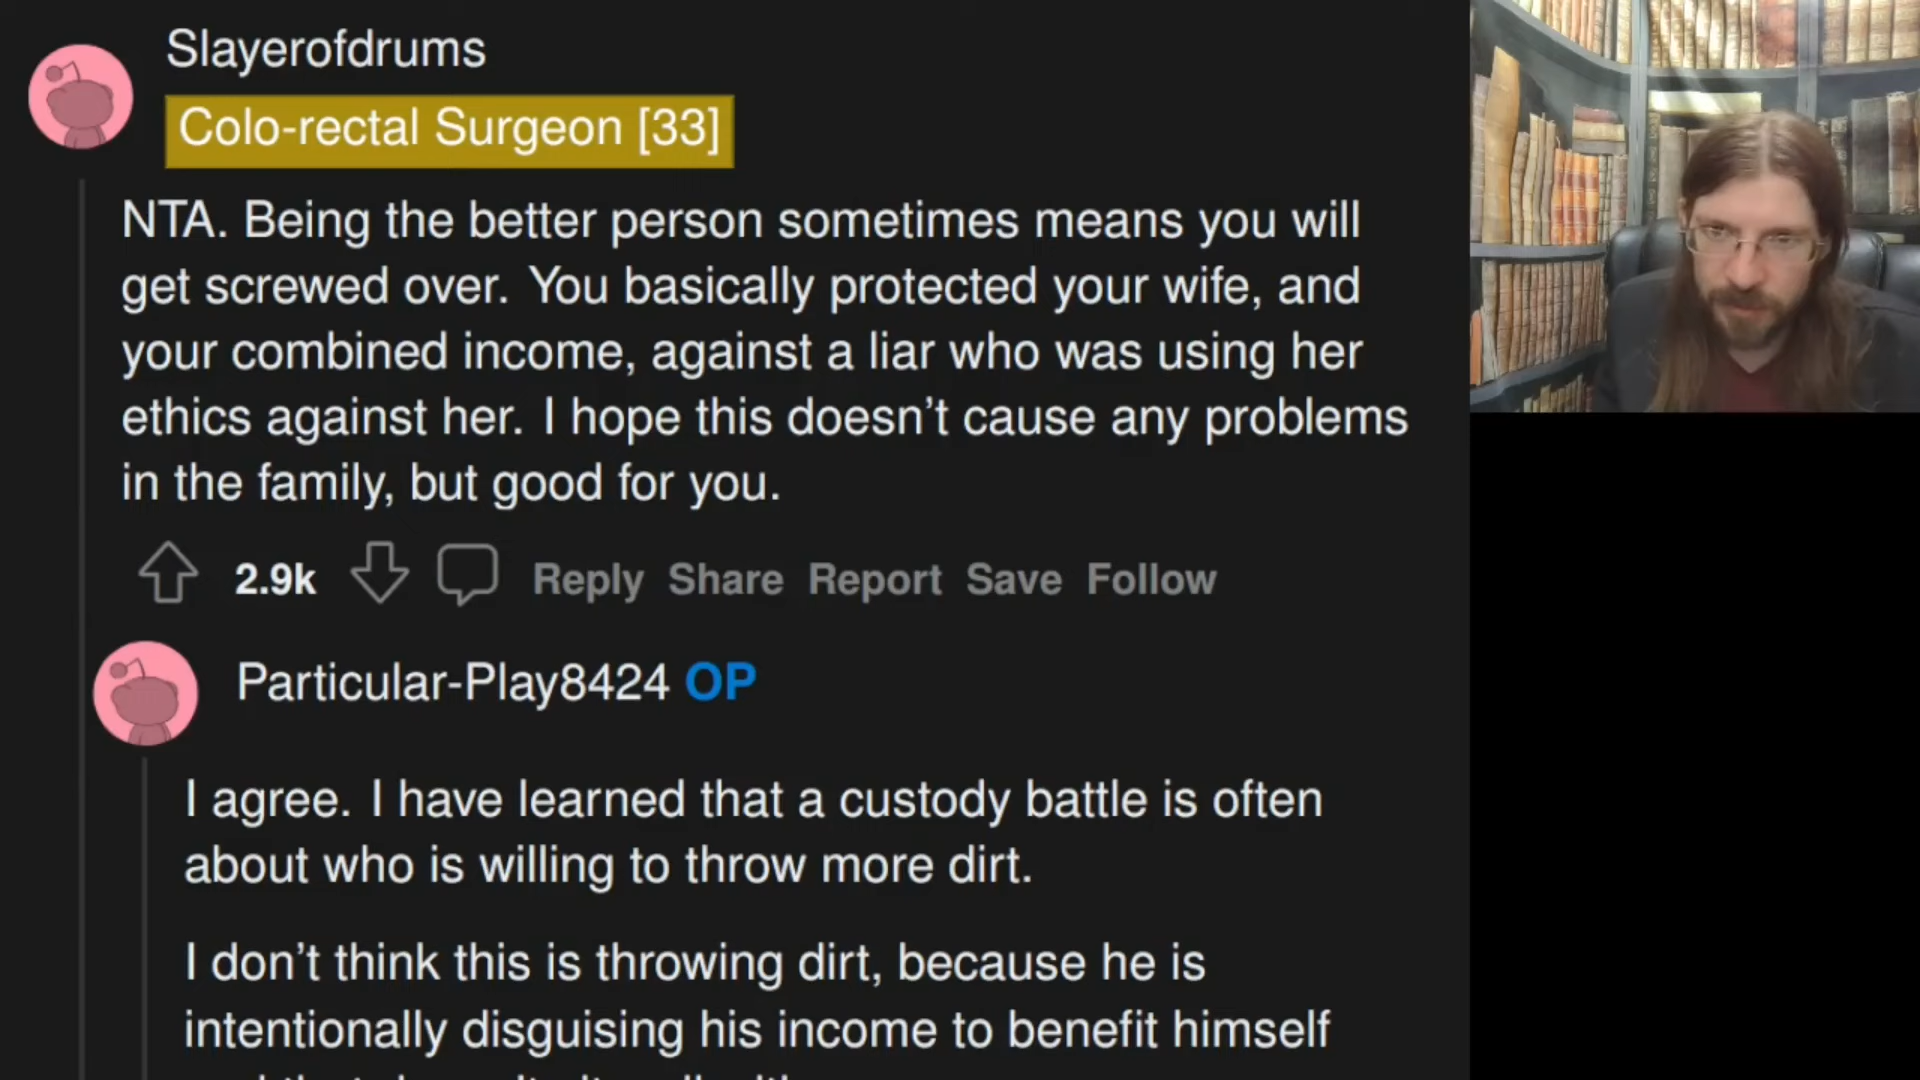 Slayerofdrums
Colo-rectal Surgeon [33]
NTA. Being the better person sometimes means you will
get screwed over. You basically protected your wife, and
your combined income, against a liar who was using her
ethics against her. I hope this doesn’t cause any problems
in the family, but good for you.
2.9k Reply Share Report Save Follow
Particular-Play8424 OP
I agree. I have learned that a custody battle is often
about who is willing to throw more dirt.
I don’t think this is throwing dirt, because he is
intentionally disguising his income to benefit himself